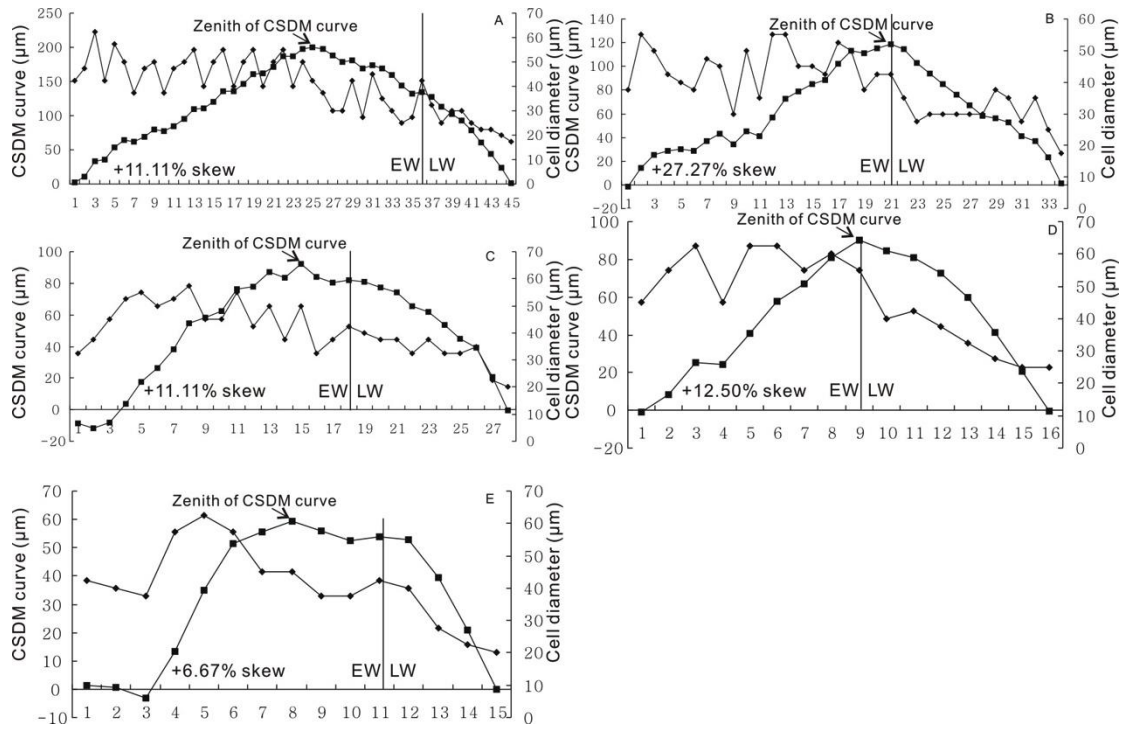 A
Zenith of CSDM curve
CSDM curve (μm)
250
200
150
100
50
0
+11.11% skew
EW LW
70
60
50
40
30
20
10
0
Cell diameter (μm)
1 3 5 7 9 11 13 15 17 19 21 23 25 27 29 31 33 35 37 39 41 43 45
B
Zenith of CSDM curve
CSDM curve (μm)
140
120
100
80
60
40
20
0
-20
+27.27% skew
EW LW
60
50
40
30
20
10
0
Cell diameter (μm)
1 3 5 7 9 11 13 15 17 19 21 23 25 27 29 31 33
C
Zenith of CSDM curve
CSDM curve (μm)
100
80
60
40
20
0
-20
+11.11% skew
EW LW
70
60
50
40
30
20
10
0
Cell diameter (μm)
1 3 5 7 9 11 13 15 17 19 21 23 25 27
D
Zenith of CSDM curve
CSDM curve (μm)
100
80
60
40
20
0
-20
+12.50% skew
EW LW
70
60
50
40
30
20
10
0
Cell diameter (μm)
1 2 3 4 5 6 7 8 9 10 11 12 13 14 15 16
E
Zenith of CSDM curve
CSDM curve (μm)
70
60
50
40
30
20
10
0
-10
+6.67% skew
EW LW
70
60
50
40
30
20
10
0
Cell diameter (μm)
1 2 3 4 5 6 7 8 9 10 11 12 13 14 15